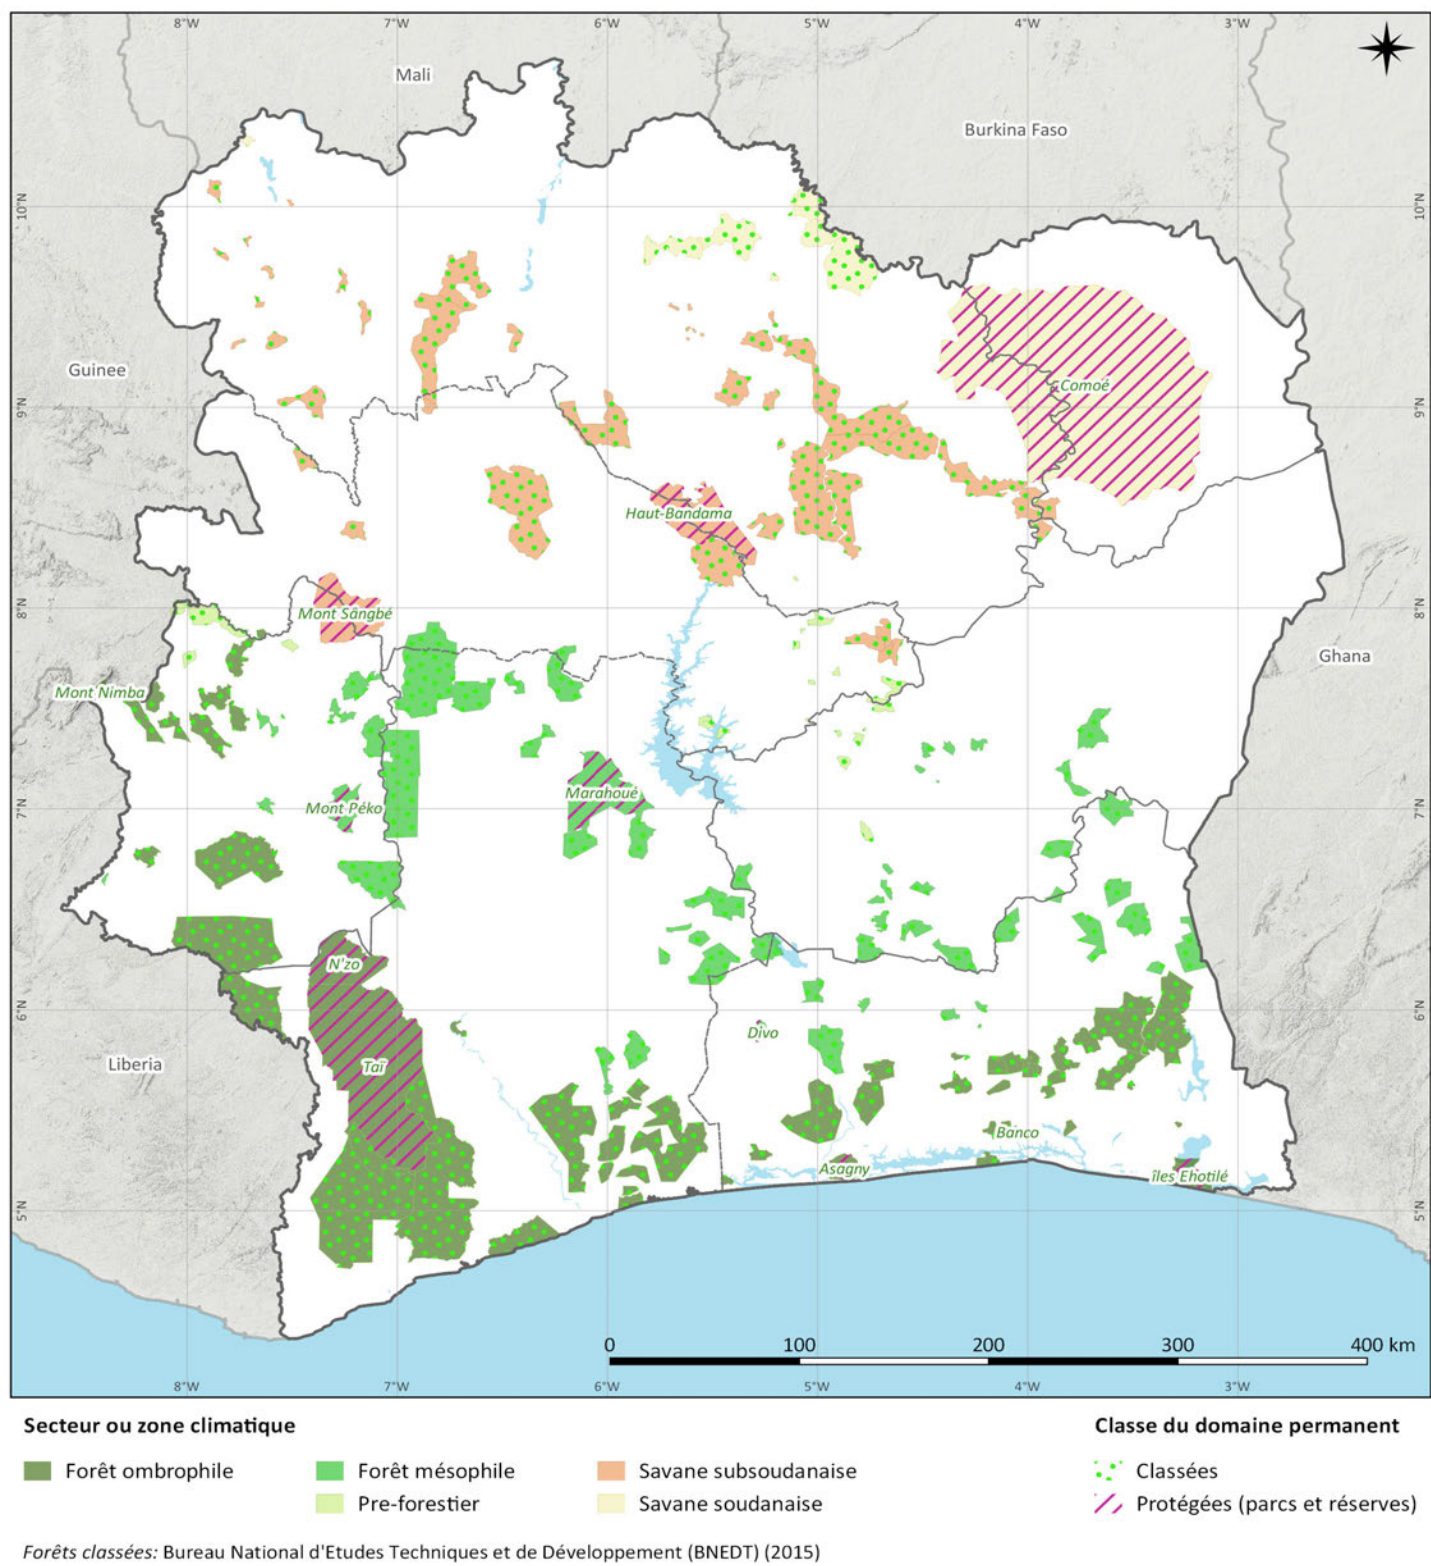 8°W 7°W 6°W 5°W 4°W 3°W
Mali
Burkina Faso
10°N 10°N
Guinee
Comoé
9°N 9°N
Haut-Bandama
8°N 8°N
Mont Sângbé
Ghana
Mont Nimba
Marahoué
7°N 7°N
Mont Péko
N'zo
6°N 6°N
Divo
Liberia
Taï
Banco
Asagny
îles Ehotilé
5°N 5°N
0 100 200 300 400 km
8°W 7°W 6°W 5°W 4°W 3°W
Secteur ou zone climatique
Forêt ombrophile
Forêt mésophile
Pre-forestier
Savane subsoudanaise
Savane soudanaise
Classe du domaine permanent
Classées
Protégées (parcs et réserves)
Forêts classées: Bureau National d'Etudes Techniques et de Développement (BNEDT) (2015)